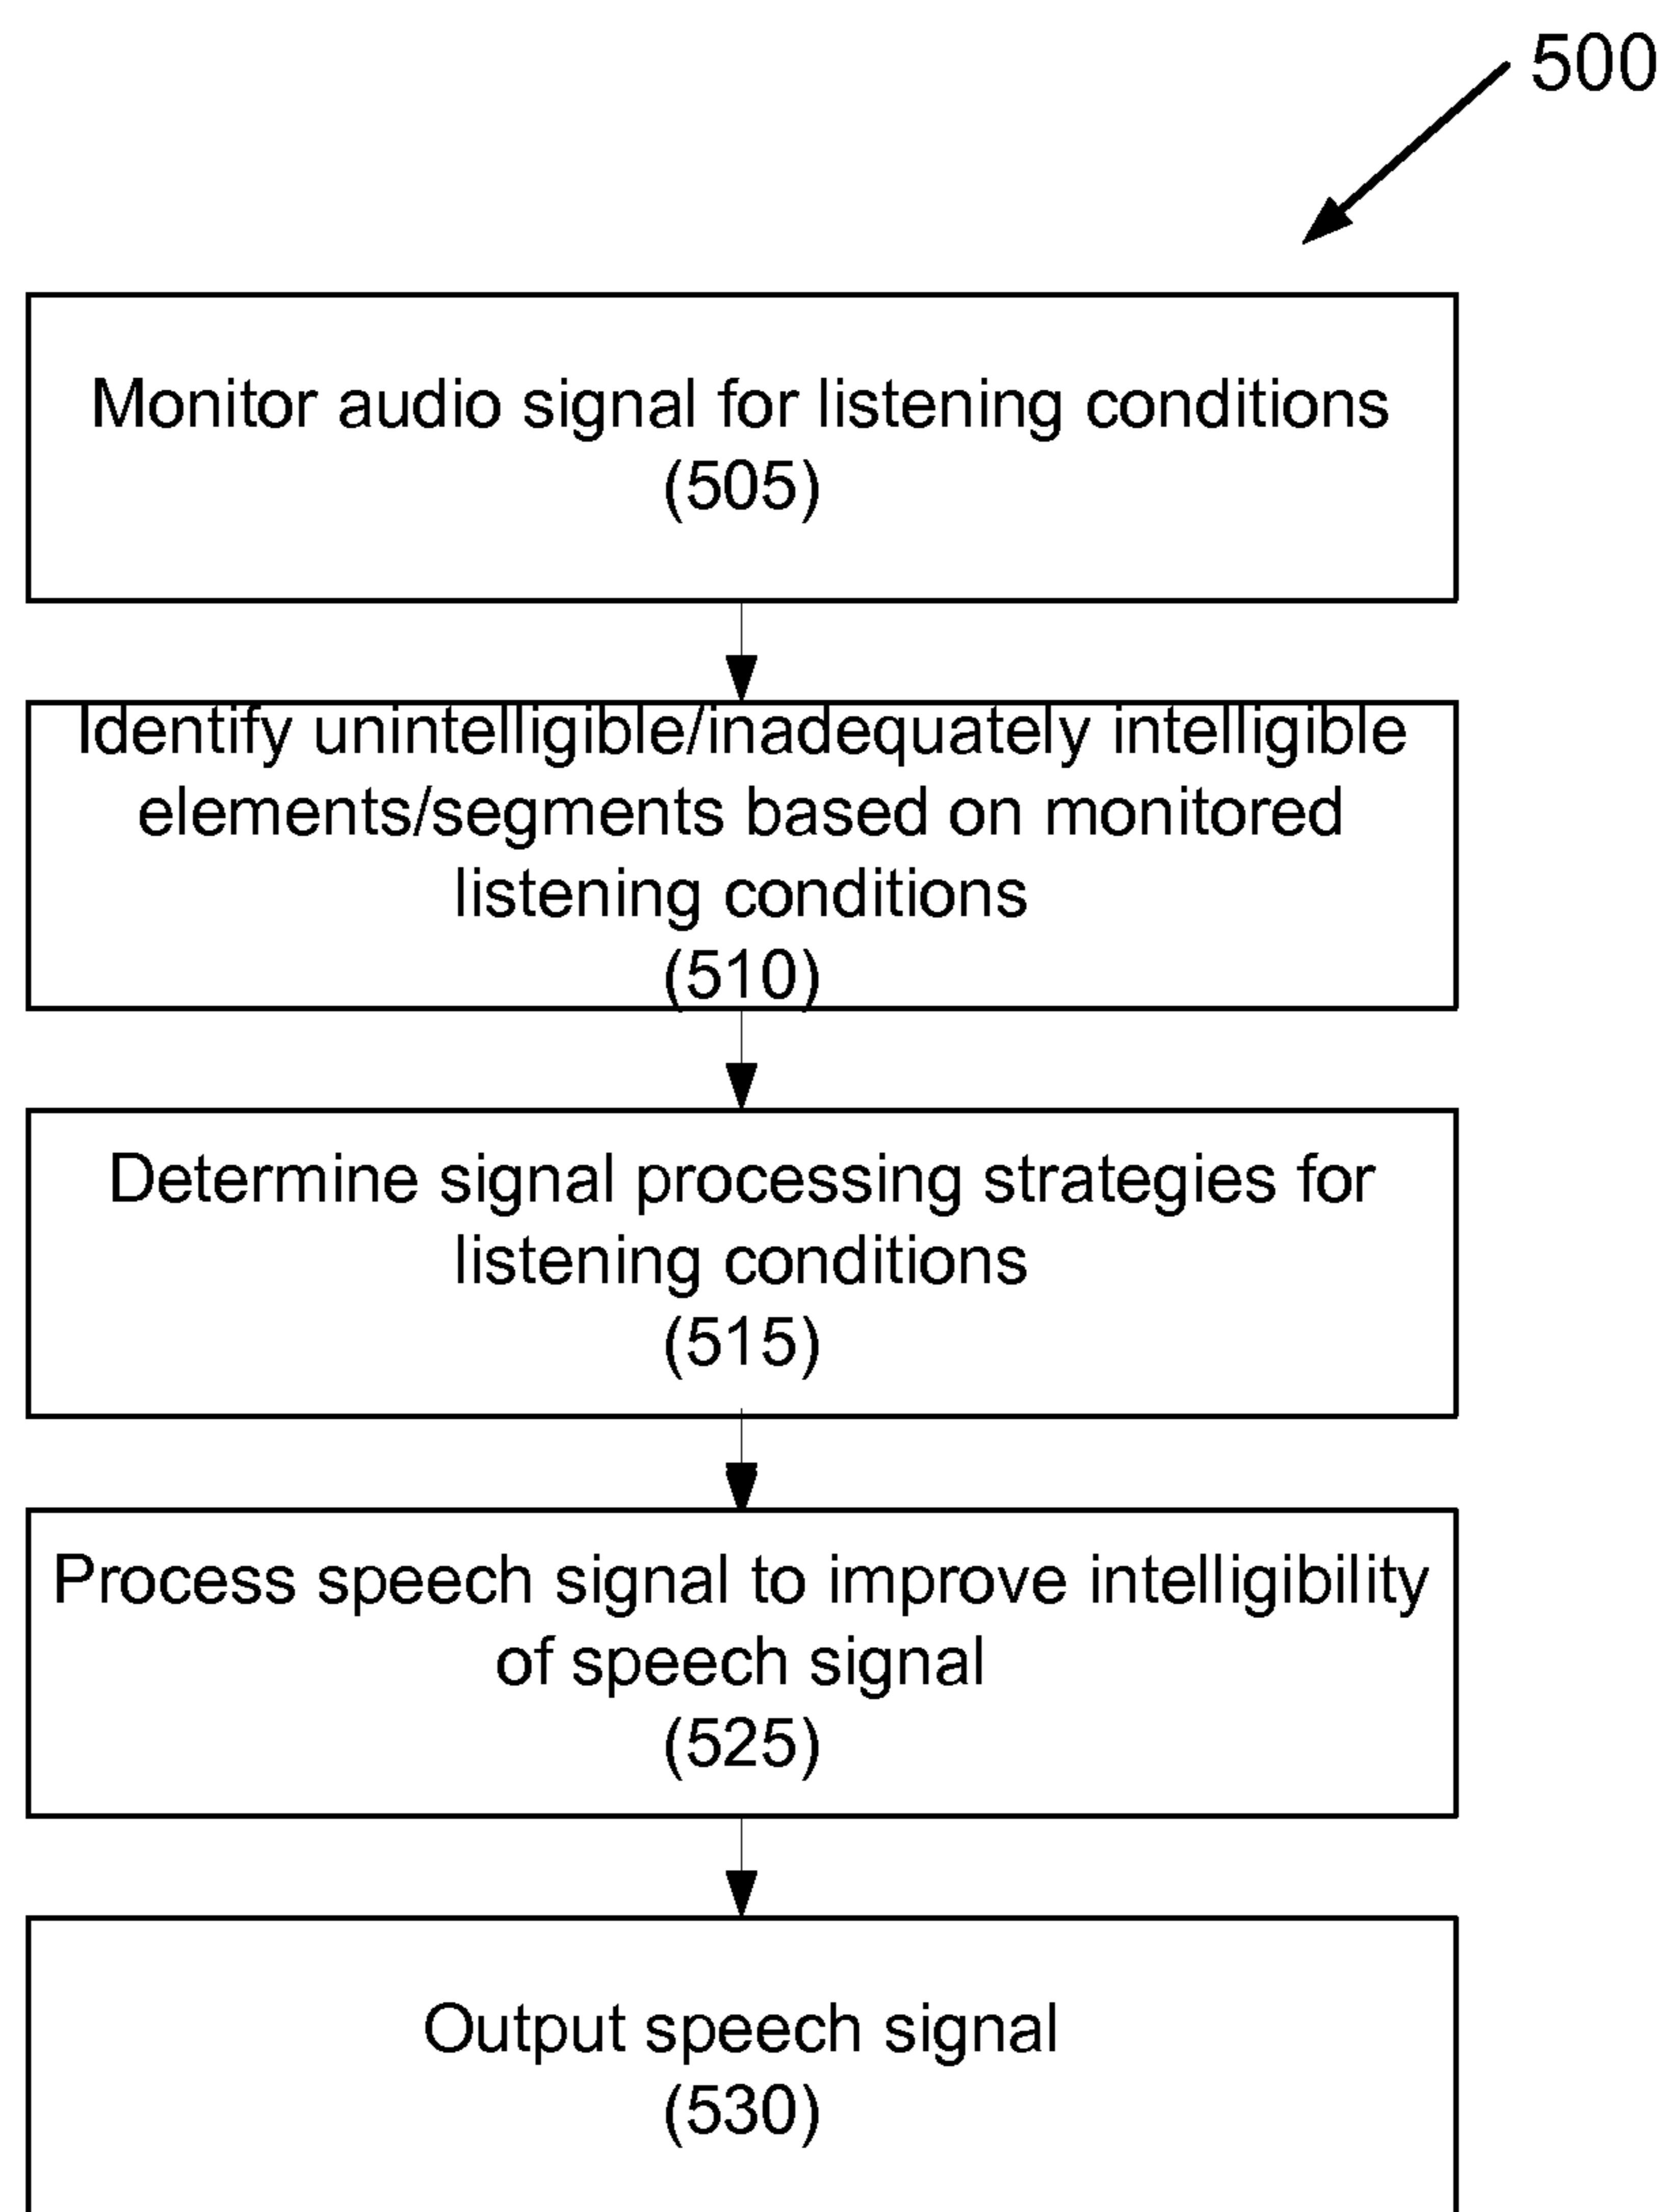 500
Monitor audio signal for listening conditions
(505)
Identify unintelligible/inadequately intelligible
elements/segments based on monitored
listening conditions
(510)
Determine signal processing strategies for
listening conditions
(515)
Process speech signal to improve intelligibility
of speech signal
(525)
Output speech signal
(530)